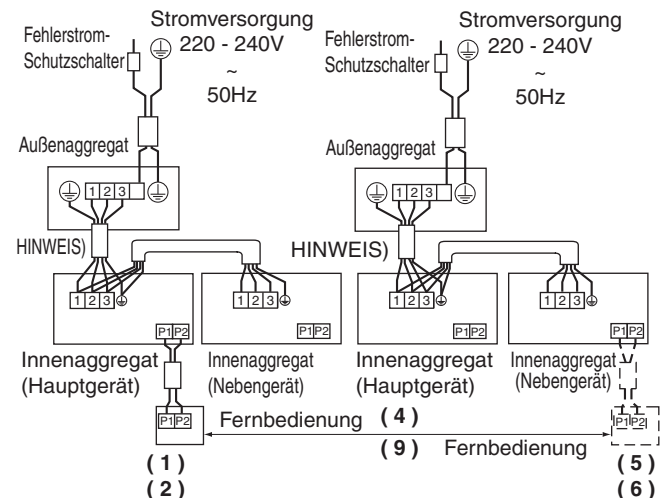 Stromversorgung
220 - 240V
~
50Hz
Fehlerstrom-
Schutzschalter
Außenaggregat
1 2 3
HINWEIS)
1 2 3
P1 P2
Innenaggregat
(Hauptgerät)
1 2 3
P1 P2
Innenaggregat
(Nebengerät)
P1 P2
( 1 )
( 2 )
Stromversorgung
220 - 240V
~
50Hz
Fehlerstrom-
Schutzschalter
Außenaggregat
1 2 3
HINWEIS)
1 2 3
P1 P2
Innenaggregat
(Hauptgerät)
1 2 3
P1 P2
Innenaggregat
(Nebengerät)
Fernbedienung ( 4 )
( 9 ) Fernbedienung
P1 P2
( 5 )
( 6 )